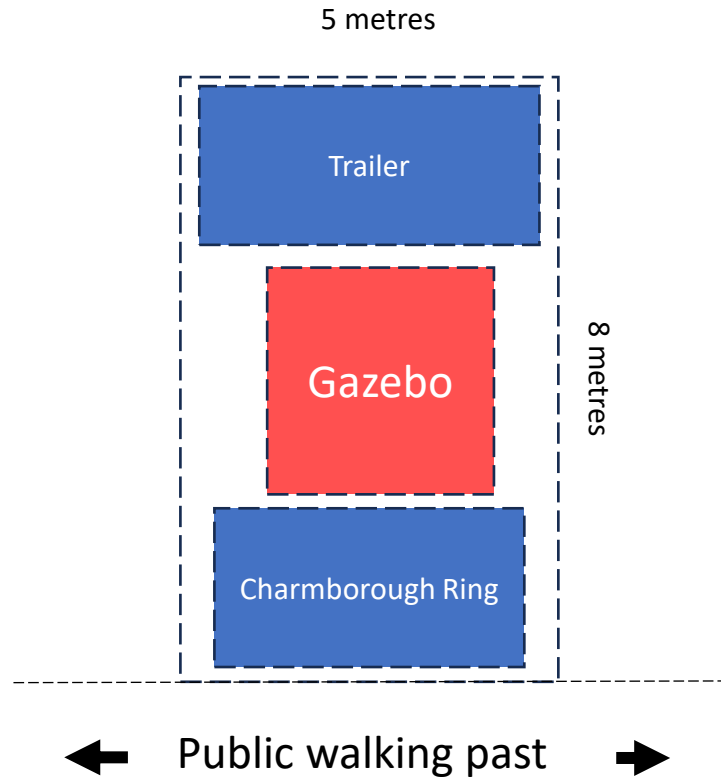 5 metres
Trailer
Gazebo
8 metres
Charmborough Ring
Public walking past